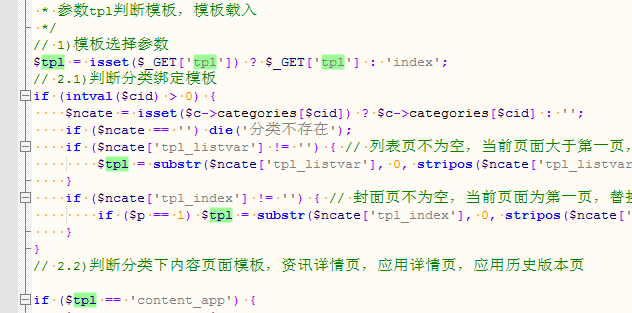 * 参数tpl判断模板，模板载入
*/
// 1)模板选择参数
$tpl = isset($_GET['tpl']) ? $_GET['tpl'] : 'index';
// 2.1)判断分类绑定模板
if (intval($cid) > 0) {
$ncate = isset($c->categories[$cid]) ? $c->categories[$cid] : '';
if ($ncate == '') die('分类不存在');
if ($ncate['tpl_listvar'] != '') { // 列表页不为空，当前页面大于第一页，
$tpl = substr($ncate['tpl_listvar'], 0, stripos($ncate['tpl_listvar
}
if ($ncate['tpl_index'] != '') { // 封面页不为空，当前页面为第一页，替换
if ($p == 1) $tpl = substr($ncate['tpl_index'], 0, stripos($ncate['
}
}
// 2.2)判断分类下内容页面模板，资讯详情页，应用详情页，应用历史版本页
if ($tpl == 'content_app') {